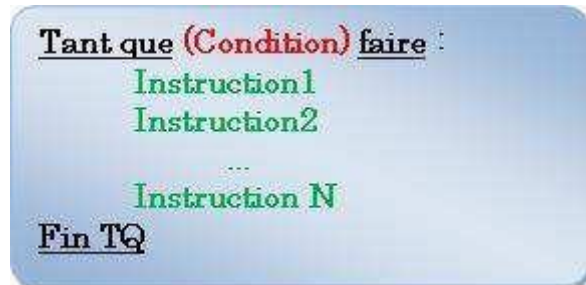 Tant que (Condition) faire :
Instruction1
Instruction2
...
Instruction N
Fin TQ